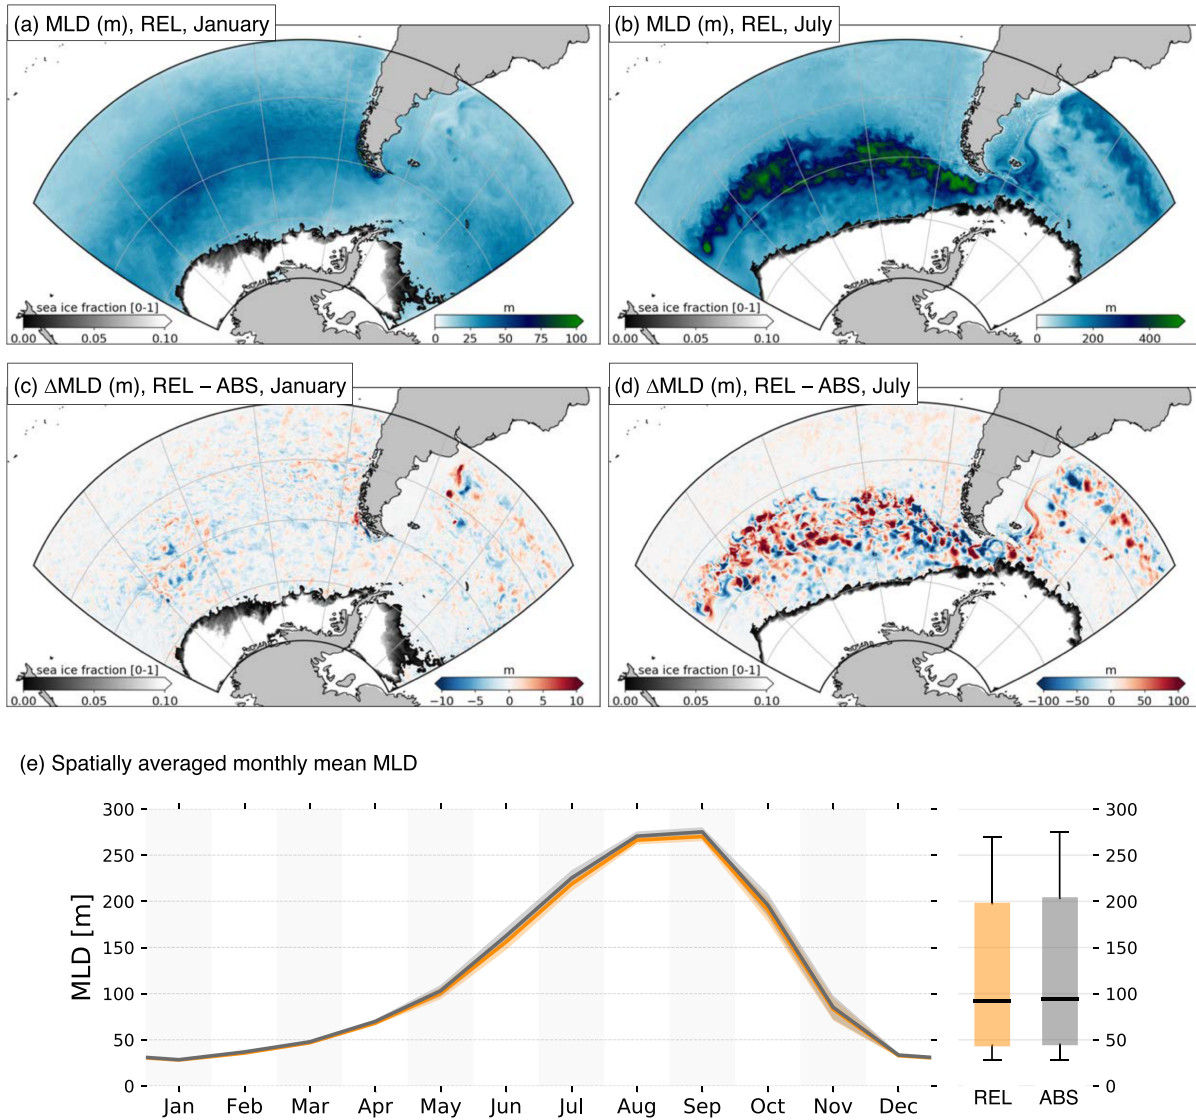 (a) MLD (m), REL, January
(b) MLD (m), REL, July
sea ice fraction [0-1]
0.00 0.05 0.10
m
0 25 50 75 100
sea ice fraction [0-1]
0.00 0.05 0.10
m
0 200 400
(c) ΔMLD (m), REL – ABS, January
(d) ΔMLD (m), REL – ABS, July
sea ice fraction [0-1]
0.00 0.05 0.10
m
−10 −5 0 5 10
sea ice fraction [0-1]
0.00 0.05 0.10
m
−100 −50 0 50 100
(e) Spatially averaged monthly mean MLD
MLD [m]
300
250
200
150
100
50
0
Jan Feb Mar Apr May Jun Jul Aug Sep Oct Nov Dec
300
250
200
150
100
50
0
REL ABS